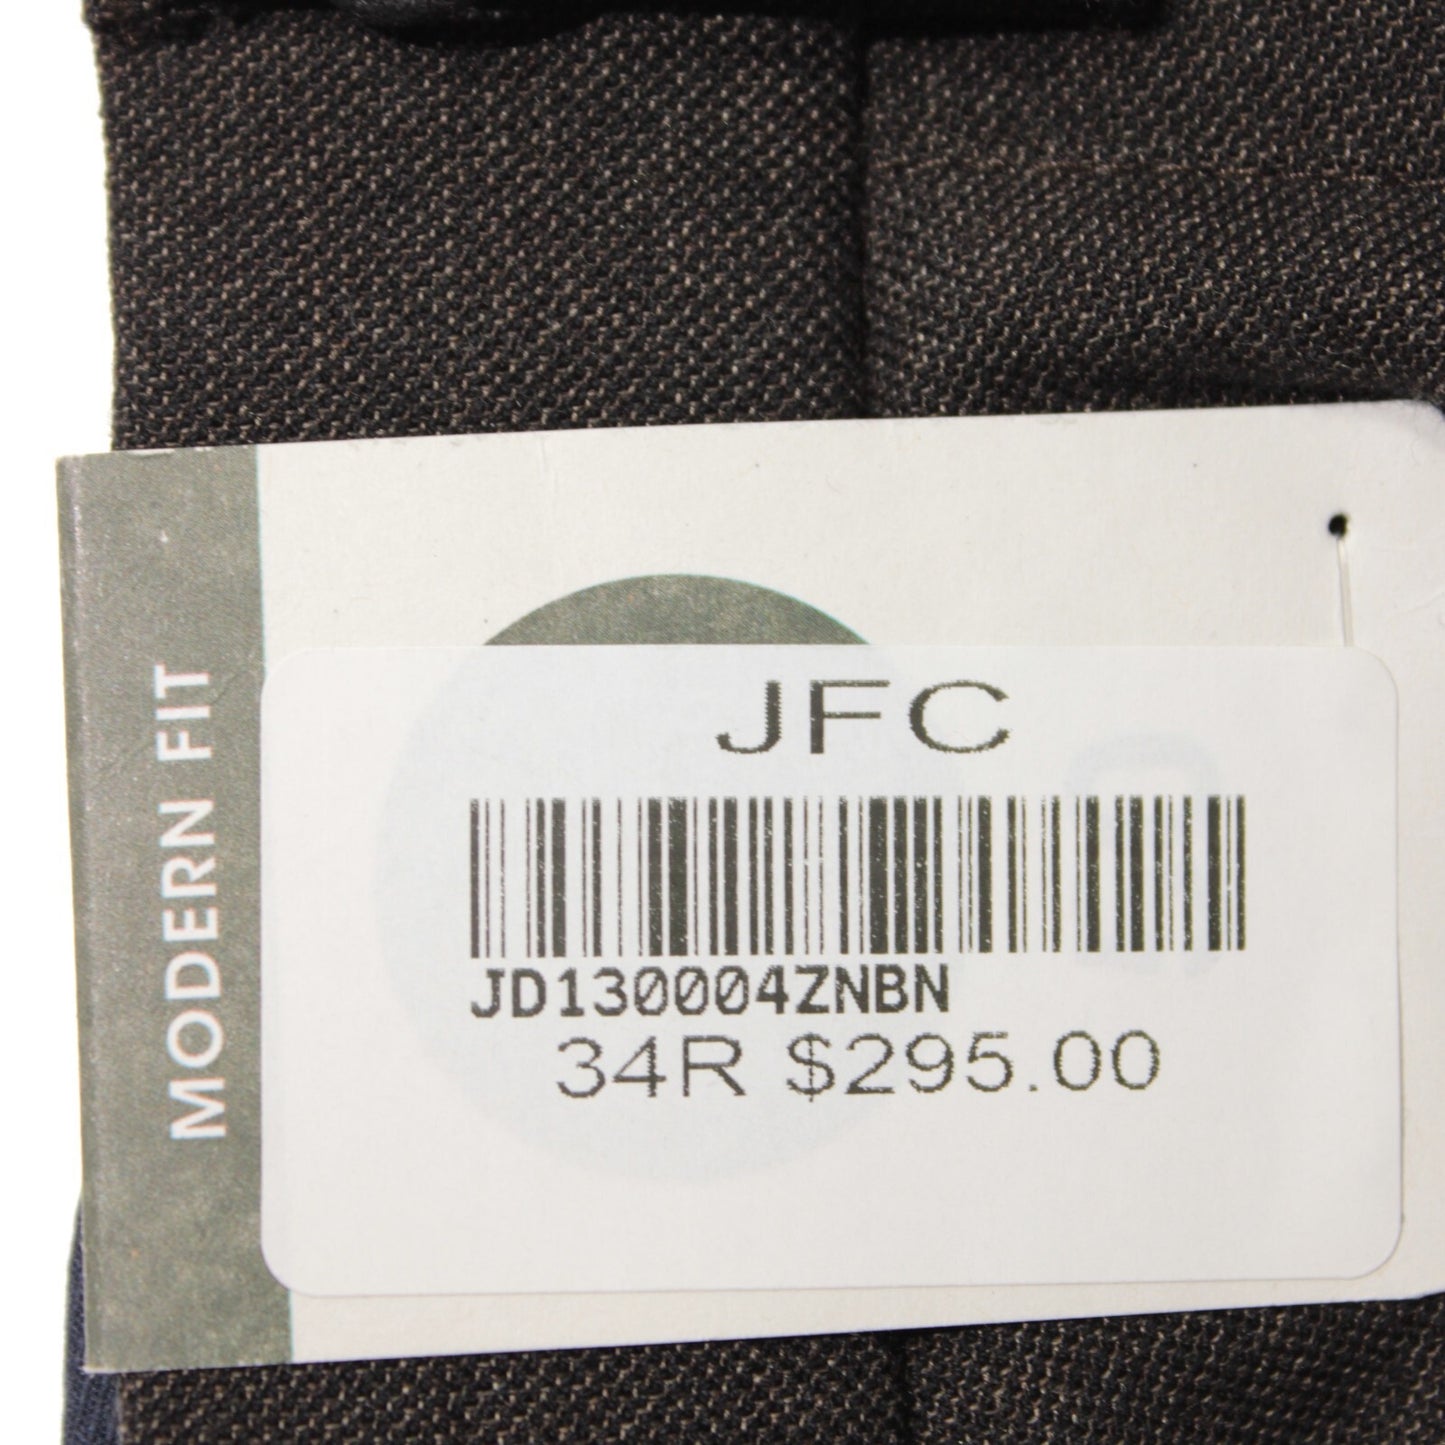 MODERN FIT
JFC
JD130004ZNBN
34R $295.00